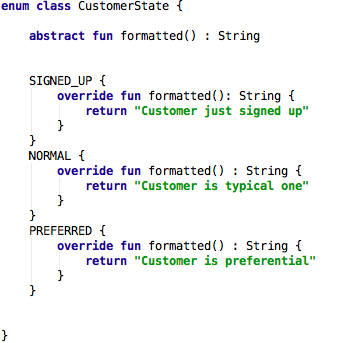 enum class CustomerState {
abstract fun formatted() : String
SIGNED_UP {
override fun formatted(): String {
return "Customer just signed up"
}
}
NORMAL {
override fun formatted() : String {
return "Customer is typical one"
}
}
PREFERRED {
override fun formatted() : String {
return "Customer is preferential"
}
}
}